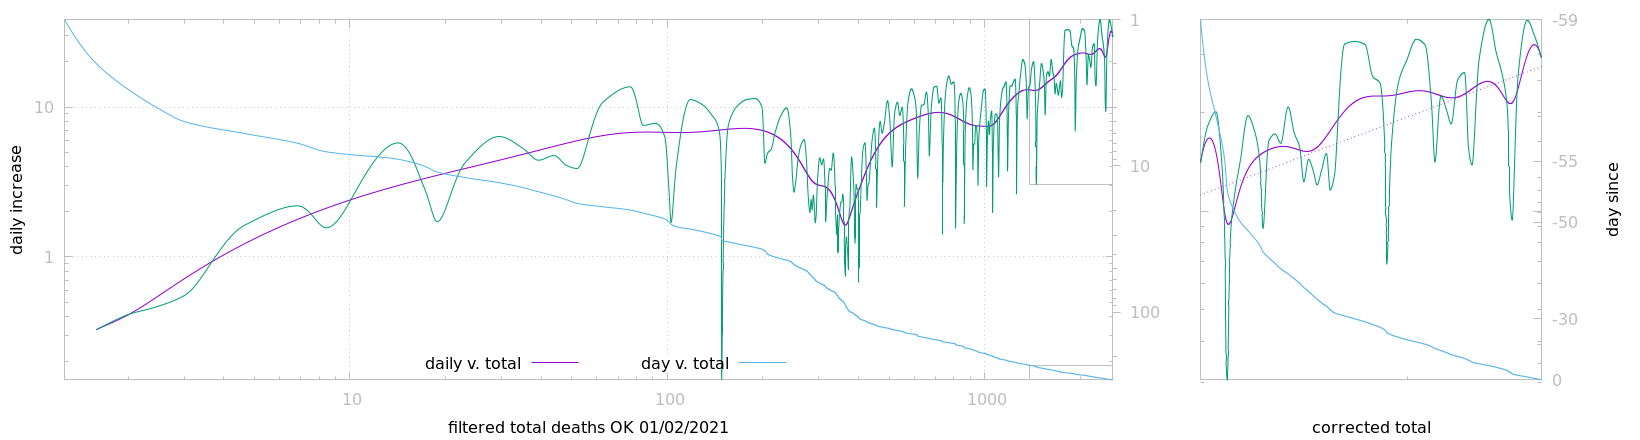 daily increase
10
1
daily v. total
day v. total
10
100
1000
filtered total deaths OK 01/02/2021
1
10
100
-59
-55
-50
-30
0
day since
corrected total